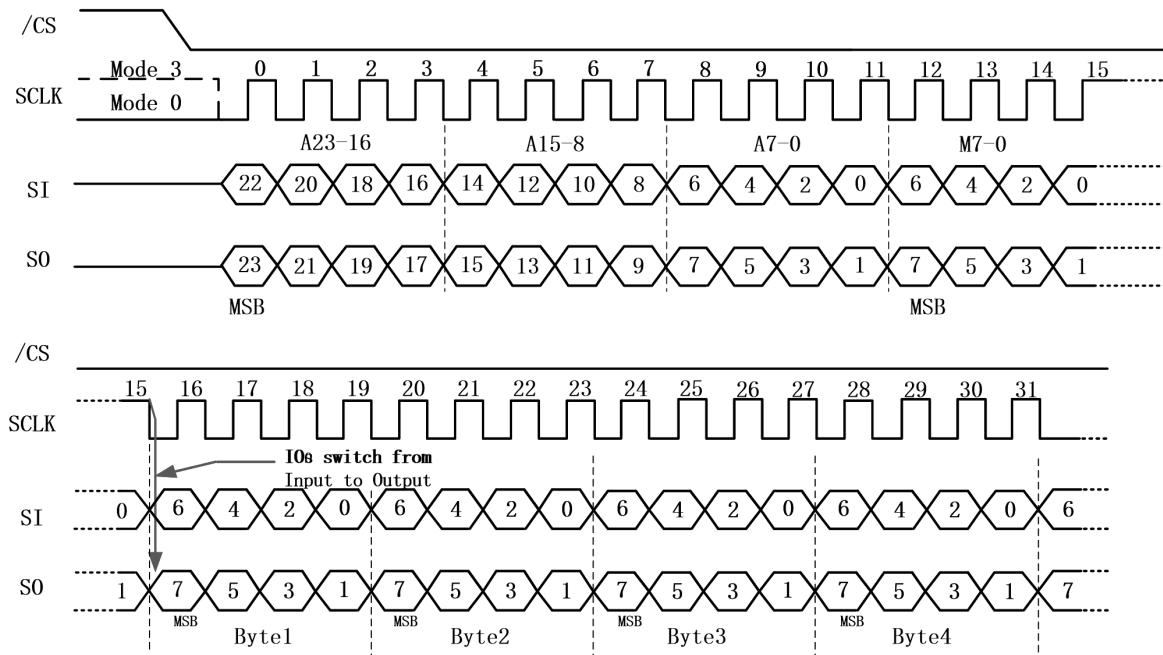 /CS
Mode 3 0 1 2 3 4 5 6 7 8 9 10 11 12 13 14 15
SCLK
Mode 0
A23-16 A15-8 A7-0 M7-0
SI 22 20 18 16 14 12 10 8 6 4 2 0 6 4 2 0
SO 23 21 19 17 15 13 11 9 7 5 3 1 7 5 3 1
MSB MSB
/CS
15 16 17 18 19 20 21 22 23 24 25 26 27 28 29 30 31
SCLK
IOs switch from
Input to Output
SI 0 6 4 2 0 6 4 2 0 6 4 2 0 6 4 2 0 6
SO 1 7 5 3 1 7 5 3 1 7 5 3 1 7 5 3 1 7
MSB MSB MSB MSB
Byte1 Byte2 Byte3 Byte4